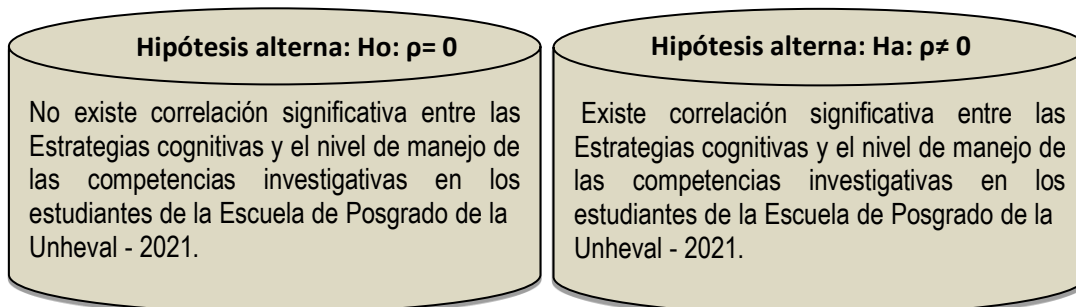 Hipótesis alterna: Ho: ρ= 0
No existe correlación significativa entre las
Estrategias cognitivas y el nivel de manejo de
las competencias investigativas en los
estudiantes de la Escuela de Posgrado de la
Unheval - 2021.
Hipótesis alterna: Ha: ρ≠ 0
Existe correlación significativa entre las
Estrategias cognitivas y el nivel de manejo de
las competencias investigativas en los
estudiantes de la Escuela de Posgrado de la
Unheval - 2021.